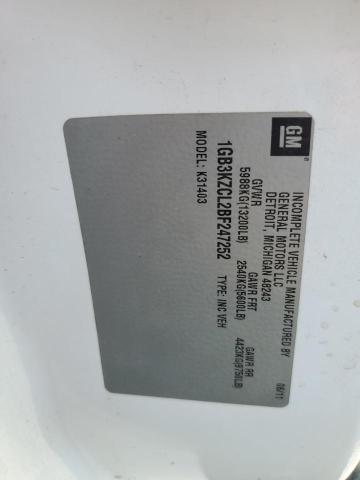 GM
INCOMPLETE VEHICLE MANUFACTURED BY
GENERAL MOTORS LLC
DETROIT, MICHIGAN 48243
08/11
GVWR GAWR FRT GAWR RR
5988KG(13200LB) 2540KG(5600LB) 4423KG(9750LB)
1GB3KZCL2BF247252 TYPE: INC VEH
MODEL: K31403